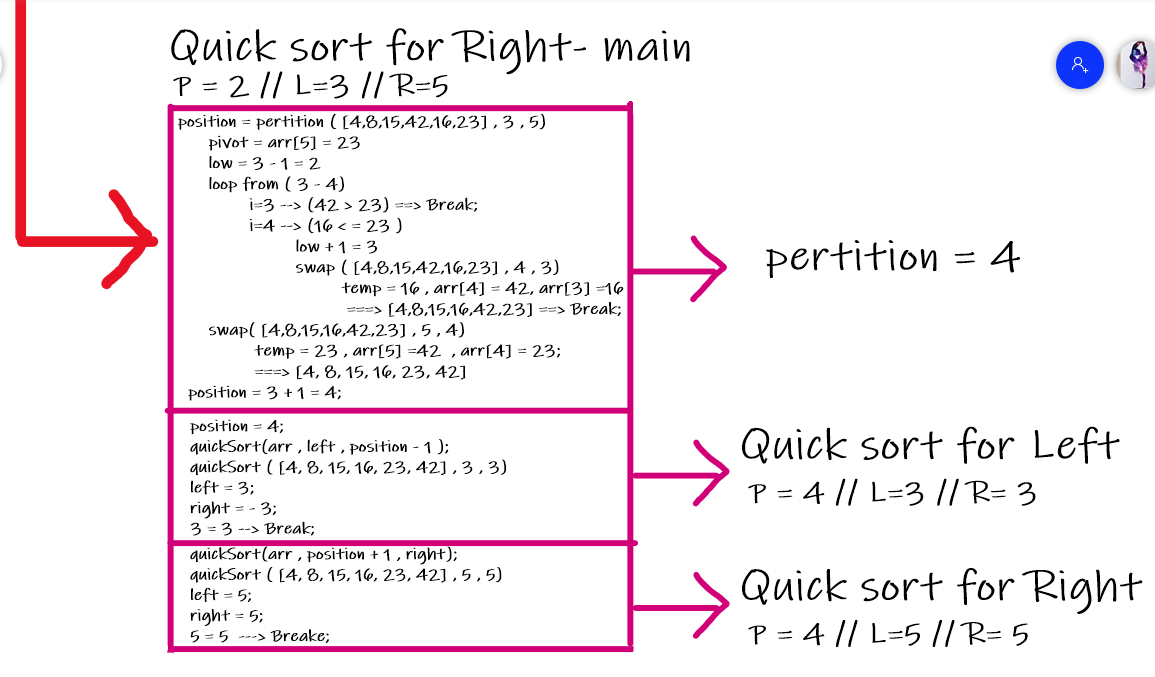 Quick sort for Right- main
P = 2 // L=3 // R=5
position = pertition ( [4,8,15,42,16,23] , 3 , 5)
pivot = arr[5] = 23
low = 3 - 1 = 2
loop from ( 3 - 4)
i=3 --> (42 > 23) ==> Break;
i=4 --> (16 < = 23 )
low + 1 = 3
swap ( [4,8,15,42,16,23] , 4 , 3)
temp = 16 , arr[4] = 42, arr[3] =16
===> [4,8,15,16,42,23] ==> Break;
swap( [4,8,15,16,42,23] , 5 , 4)
temp = 23 , arr[5] =42 , arr[4] = 23;
===> [4, 8, 15, 16, 23, 42]
position = 3 + 1 = 4;
pertition = 4
position = 4;
quickSort(arr , left , position - 1 );
quickSort ( [4, 8, 15, 16, 23, 42] , 3 , 3)
left = 3;
right = - 3;
3 = 3 --> Break;
Quick sort for Left
P = 4 // L=3 // R= 3
quickSort(arr , position + 1 , right);
quickSort ( [4, 8, 15, 16, 23, 42] , 5 , 5)
left = 5;
right = 5;
5 = 5 ---> Breake;
Quick sort for Right
P = 4 // L=5 // R= 5